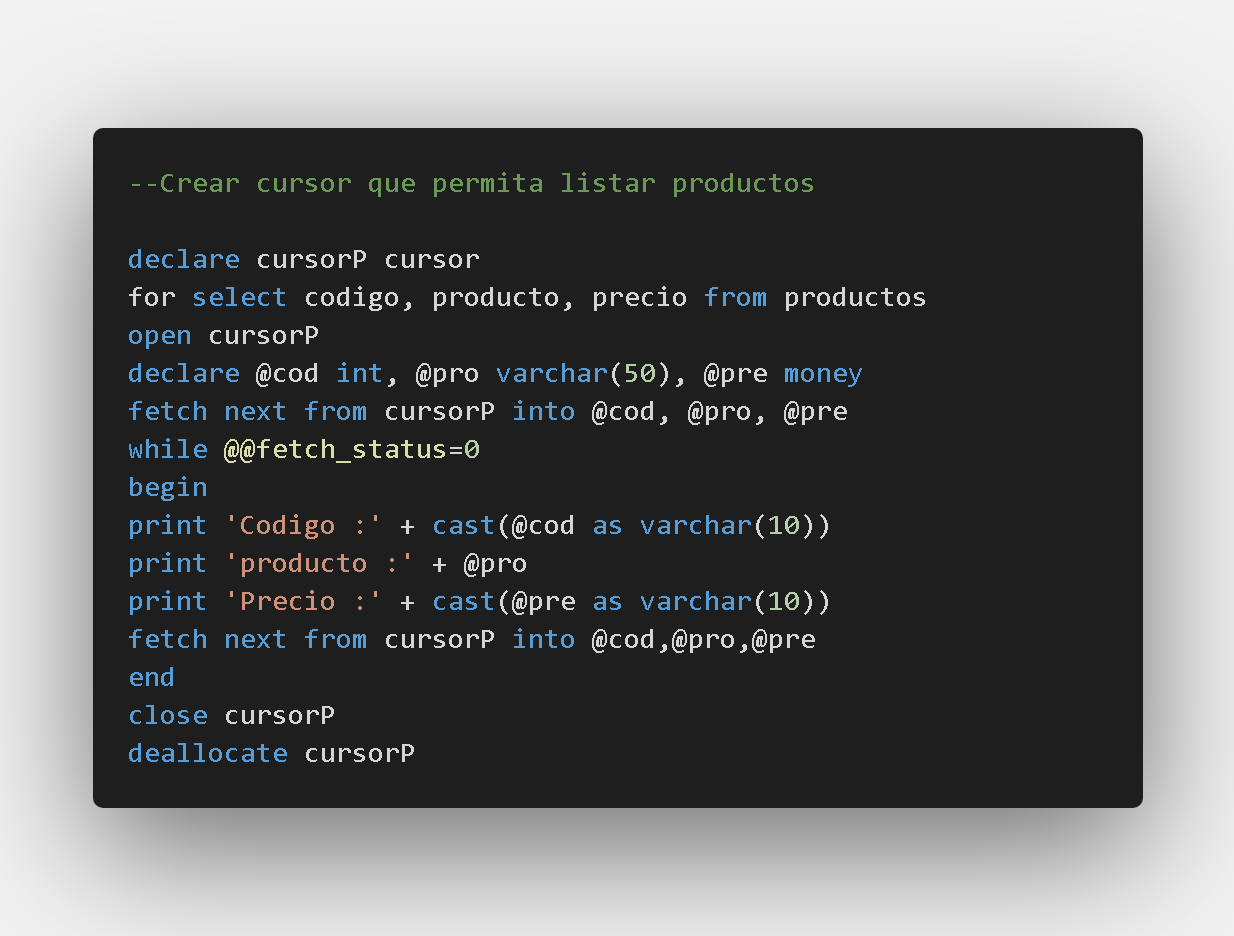 --Crear cursor que permita listar productos
declare cursorP cursor
for select codigo, producto, precio from productos
open cursorP
declare @cod int, @pro varchar(50), @pre money
fetch next from cursorP into @cod, @pro, @pre
while @@fetch_status=0
begin
print 'Codigo :' + cast(@cod as varchar(10))
print 'producto :' + @pro
print 'Precio :' + cast(@pre as varchar(10))
fetch next from cursorP into @cod,@pro,@pre
end
close cursorP
deallocate cursorP